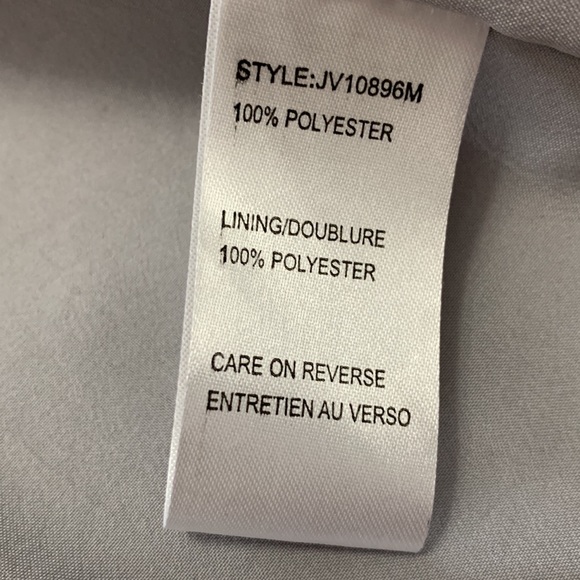 STYLE:JV10896M
100% POLYESTER
LINING/DOUBLURE
100% POLYESTER
CARE ON REVERSE
ENTRETIEN AU VERSO